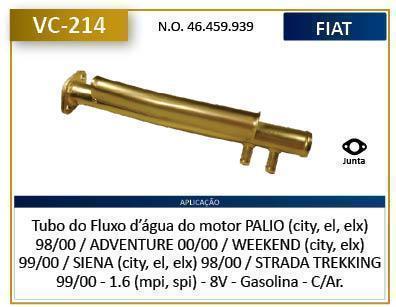 VC-214
N.O. 46.459.939
FIAT
Junta
APLICAÇÃO
Tubo do Fluxo d'água do motor PALIO (city, el, elx)
98/00 / ADVENTURE 00/00 / WEEKEND (city, elx)
99/00 / SIENA (city, el, elx) 98/00 / STRADA TREKKING
99/00 - 1.6 (mpi, spi) - 8V - Gasolina - C/Ar.